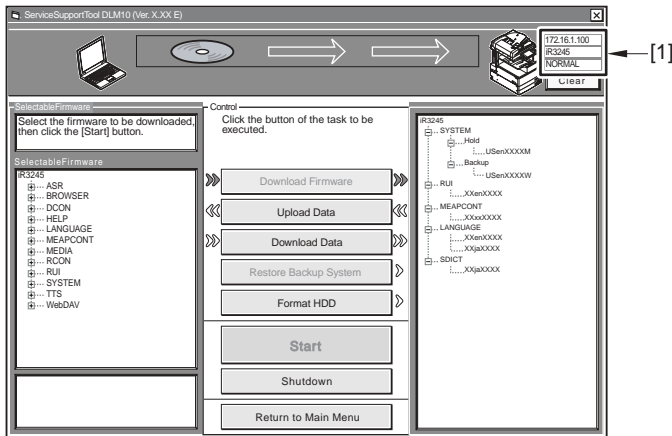 ServiceSupportTool DLM10 (Ver. X.XX E)
172.16.1.100
iR3245
NORMAL
[1]
Clear
SelectableFirmware
Select the firmware to be downloaded,
then click the [Start] button.
SelectableFirmware
iR3245
ASR
BROWSER
DCON
HELP
LANGUAGE
MEAPCONT
MEDIA
RCON
RUI
SYSTEM
TTS
WebDAV
Control
Click the button of the task to be
executed.
Download Firmware
Upload Data
Download Data
Restore Backup System
Format HDD
Start
Shutdown
Return to Main Menu
iR3245
SYSTEM
Hold
USenXXXXM
Backup
USenXXXXW
RUI
XXenXXXX
MEAPCONT
XXxxXXXX
LANGUAGE
XXenXXXX
XXjaXXXX
SDICT
XXjaXXXX